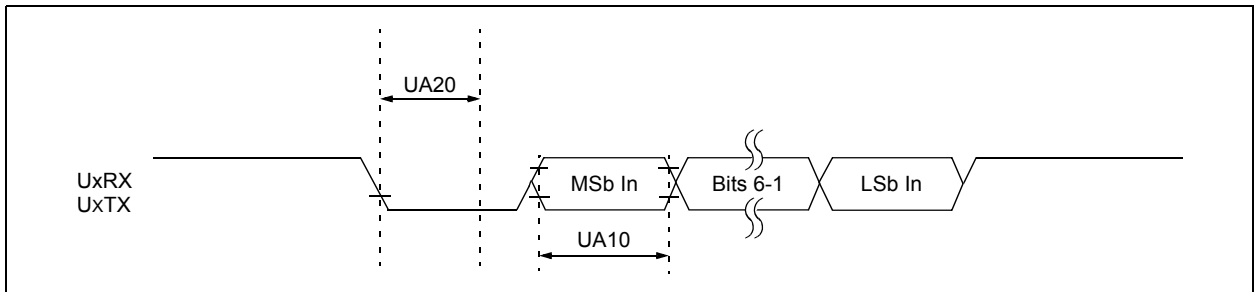 UA20
UxRX
UxTX
MSb In
Bits 6-1
LSb In
UA10